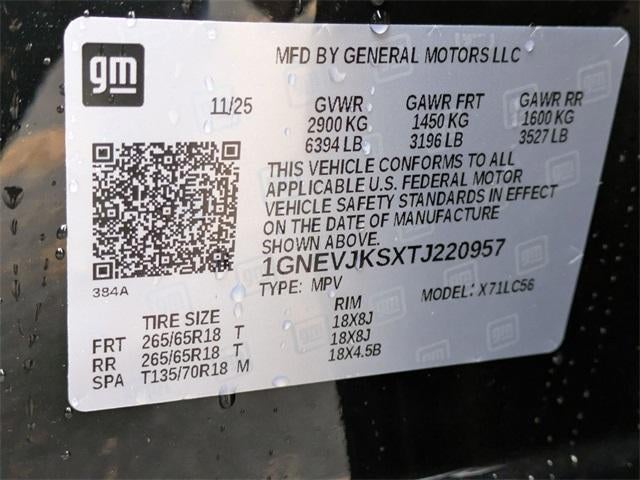 gm
MFD BY GENERAL MOTORS LLC
11/25 GVWR GAWR FRT GAWR RR
2900 KG 1450 KG 1600 KG
6394 LB 3196 LB 3527 LB
THIS VEHICLE CONFORMS TO ALL
APPLICABLE U.S. FEDERAL MOTOR
VEHICLE SAFETY STANDARDS IN EFFECT
ON THE DATE OF MANUFACTURE
SHOWN ABOVE.
1GNEVJKSXTJ220957
384A
TYPE: MPV MODEL: X71LC56
TIRE SIZE RIM
FRT 265/65R18 T 18X8J
RR 265/65R18 T 18X8J
SPA T135/70R18 M 18X4.5B